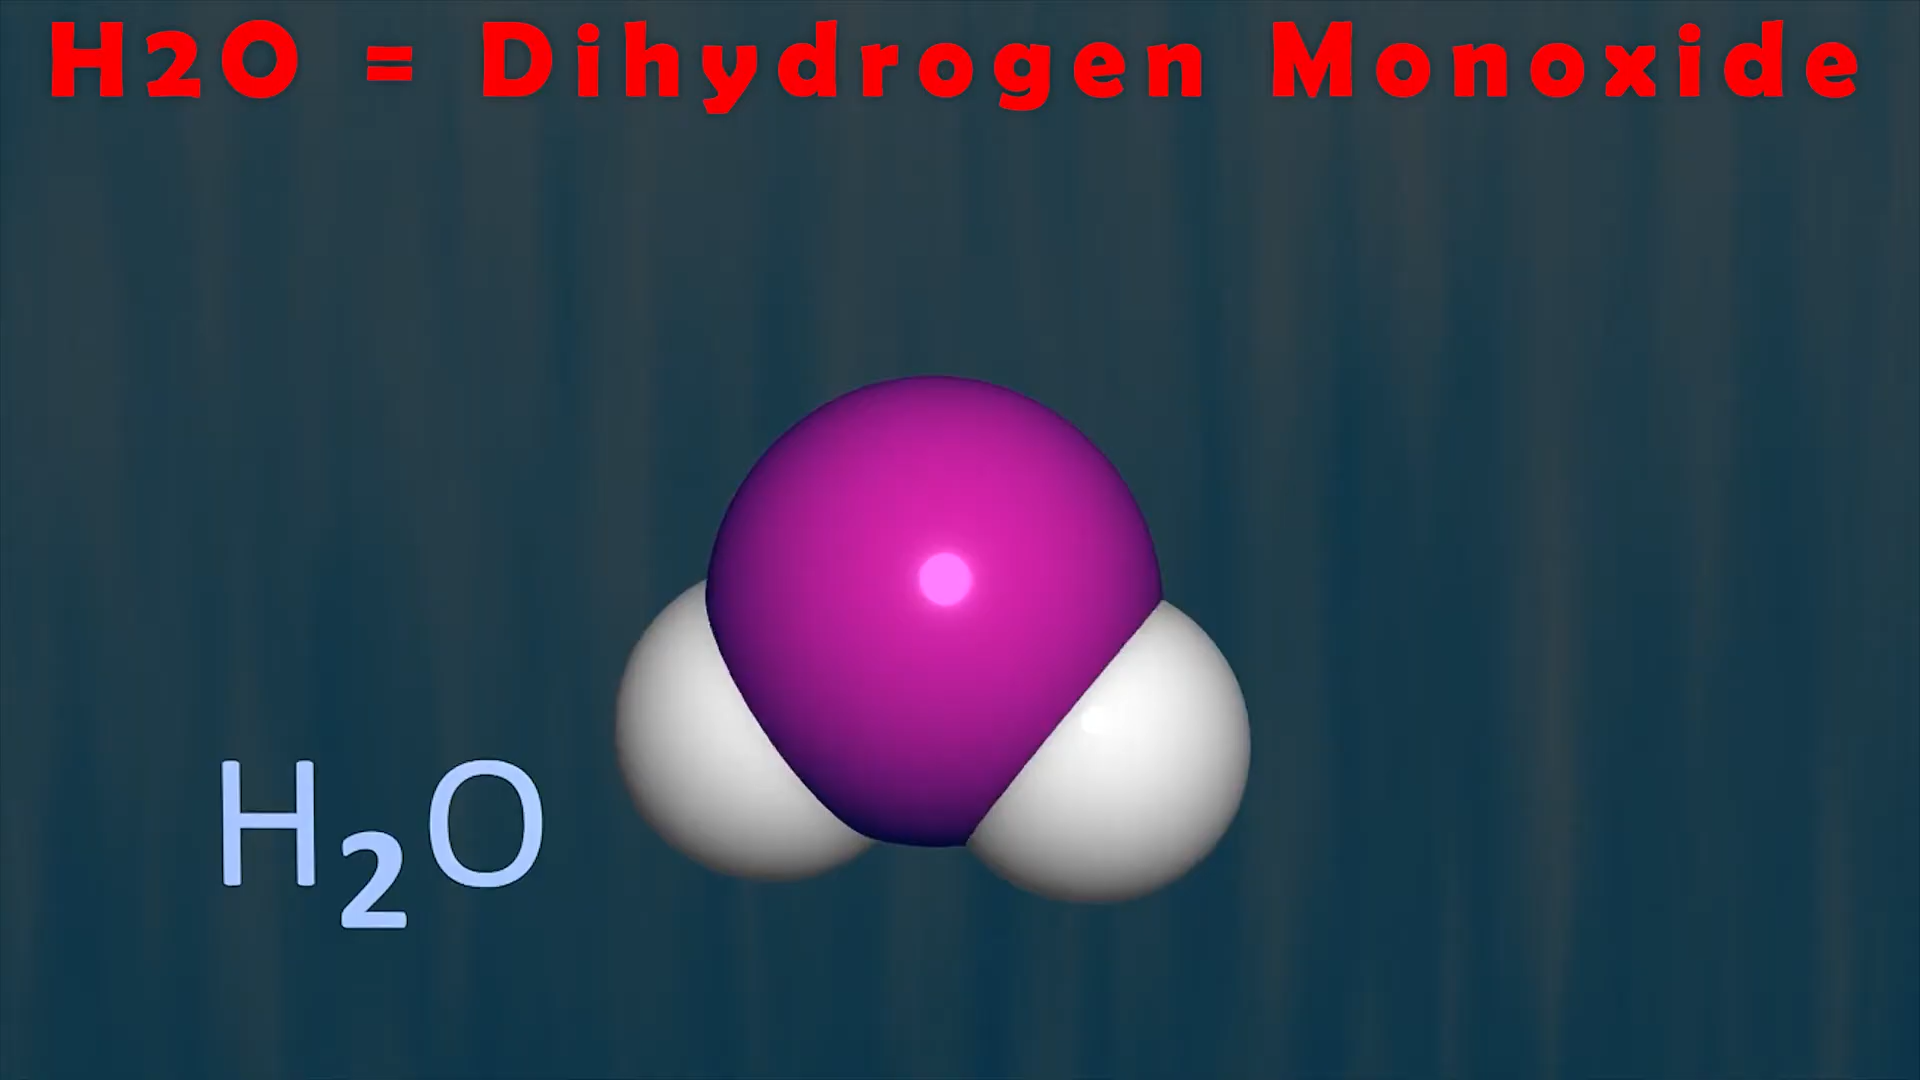 H2O = Dihydrogen Monoxide
H₂O